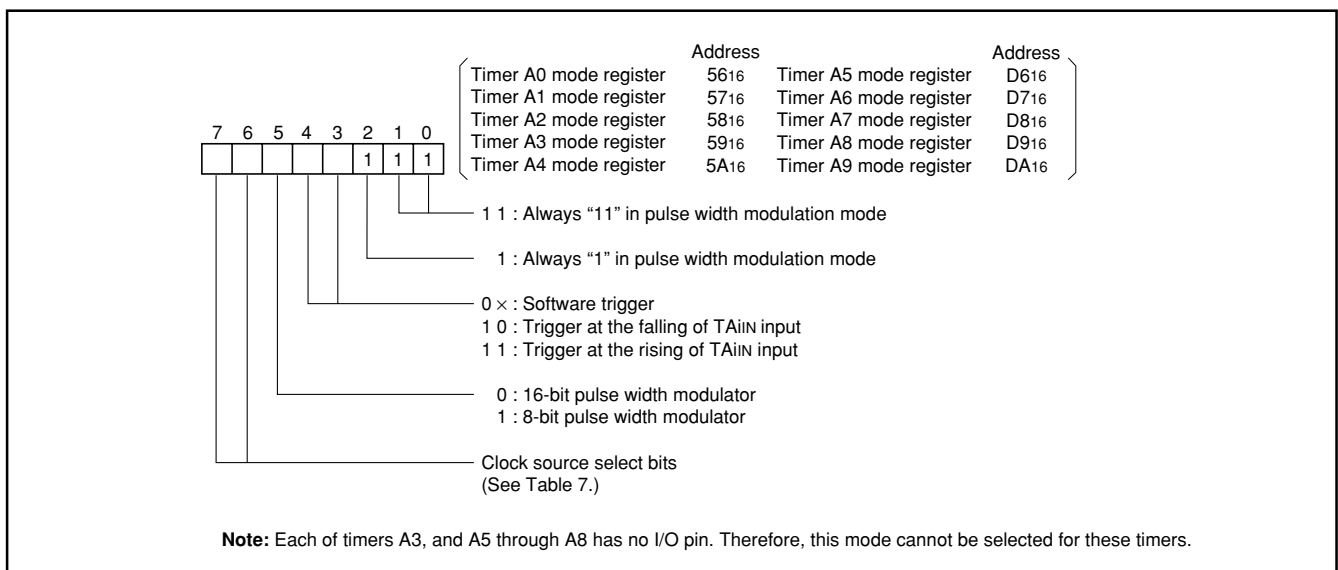 Address Address
Timer A0 mode register 5616 Timer A5 mode register D616
Timer A1 mode register 5716 Timer A6 mode register D716
Timer A2 mode register 5816 Timer A7 mode register D816
Timer A3 mode register 5916 Timer A8 mode register D916
Timer A4 mode register 5A16 Timer A9 mode register DA16
7 6 5 4 3 2 1 0
1 1 1
1 1 : Always “11” in pulse width modulation mode
1 : Always “1” in pulse width modulation mode
0 × : Software trigger
1 0 : Trigger at the falling of TAiIN input
1 1 : Trigger at the rising of TAiIN input
0 : 16-bit pulse width modulator
1 : 8-bit pulse width modulator
Clock source select bits
(See Table 7.)
Note: Each of timers A3, and A5 through A8 has no I/O pin. Therefore, this mode cannot be selected for these timers.